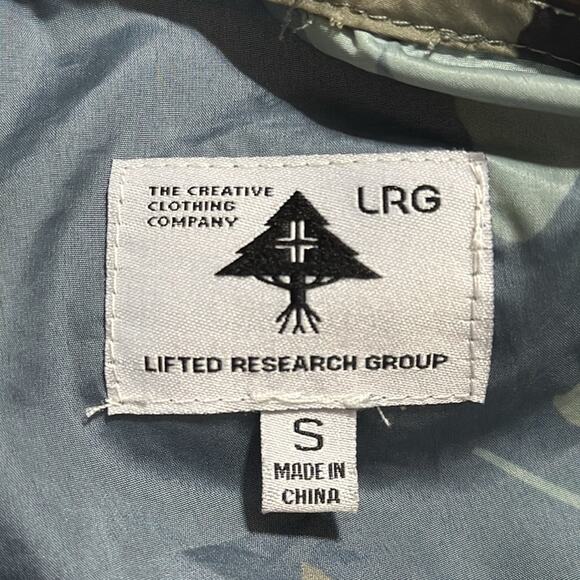 THE CREATIVE
CLOTHING
COMPANY
LRG
LIFTED RESEARCH GROUP
S
MADE IN
CHINA